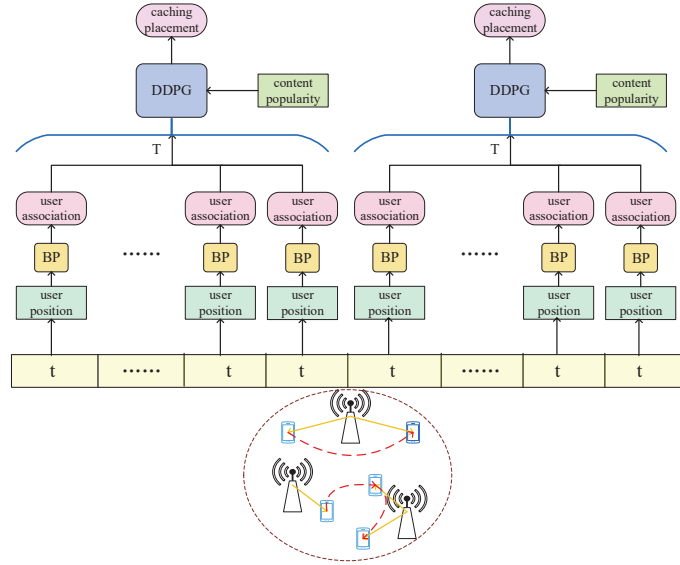 caching
placement
caching
placement
DDPG
content
popularity
DDPG
content
popularity
T
T
user
association
user
association
user
association
user
association
user
association
user
association
BP
······
BP
BP
BP
······
BP
BP
user
position
user
position
user
position
user
position
user
position
user
position
t
······
t
t
t
······
t
t